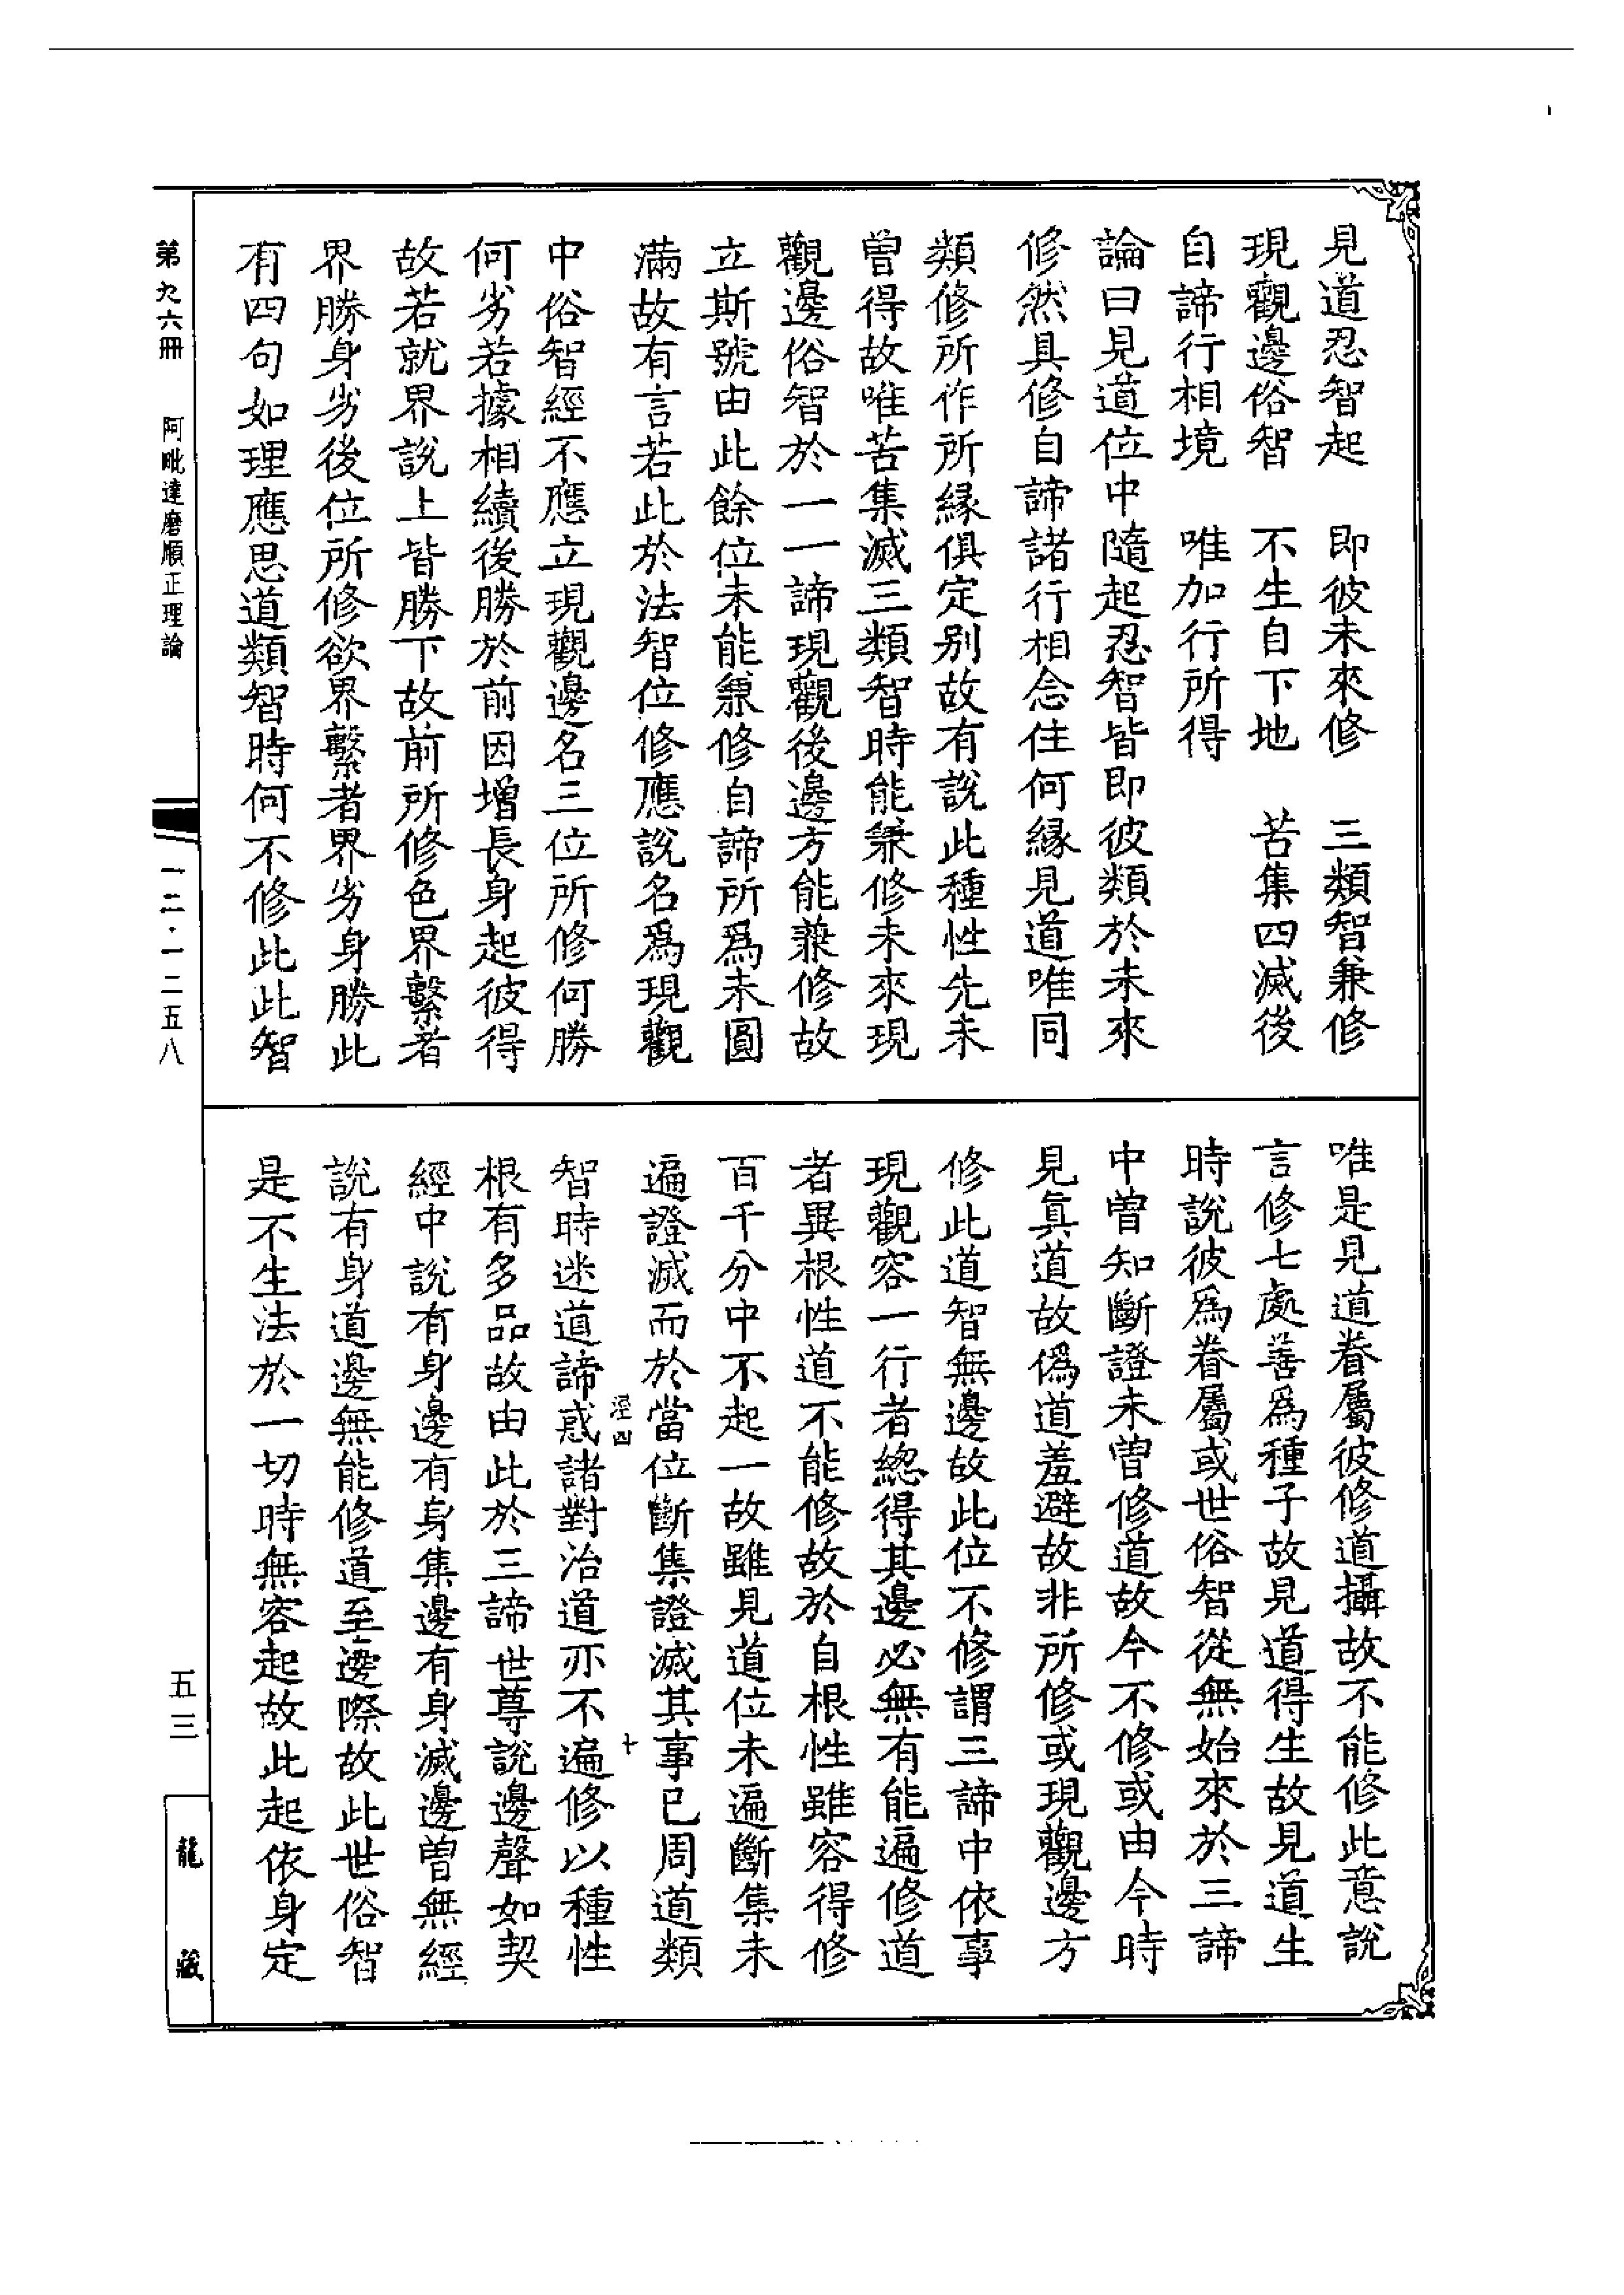 見道忍智起　即彼未來修　三類智兼修
現觀邊俗智　不生自下地　苦集四滅後
自諦行相境　唯加行所得
論曰見道位中隨起忍智皆即彼類於未來
修然具修自諦諸行相念住何緣見道唯同
類修所作所緣俱定別故有說此種性先未
曾得故唯苦集滅三類智時能兼修未來現
觀邊俗智於一一諦現觀後邊方能兼修故
立斯號由此餘位未能兼修自諦所爲未圓
滿故有言若此於法智位修應說名爲現觀
中俗智經不應立現觀邊名三位所修何勝
何劣若據相續後勝於前因增長身起彼得
故若就界說上皆勝下故前所修色界繫者
界勝身劣後位所修欲界繫者界劣身勝此
有四句如理應思道類智時何不修此此智
唯是見道眷屬彼修道攝故不能修此意說
言修七處善爲種子故見道得生故見道生
時說彼爲眷屬或世俗智從無始來於三諦
中曾知斷證未曾修道故今不修或由今時
見真道故僞道羞避故非所修或現觀邊方
修此道智無邊故此位不修謂三諦中依事
現觀容一行者總得其邊必無有能遍修道
者異根性道不能修故於自根性雖容得修
百千分中不起一故雖見道位未遍斷集未
遍證滅而於當位斷集證滅其事已周道類
智時迷道諦惑諸對治道亦不遍修以種性
根有多品故由此於三諦世尊說邊聲如契
經中說有身邊有身集邊有身滅邊曾無經
說有身道邊無能修道至邊際故此世俗智
是不生法於一切時無容起故此起依身定
涇四
七
第九六冊　阿毗達磨順正理論
一二·一二五八
五三
龍藏